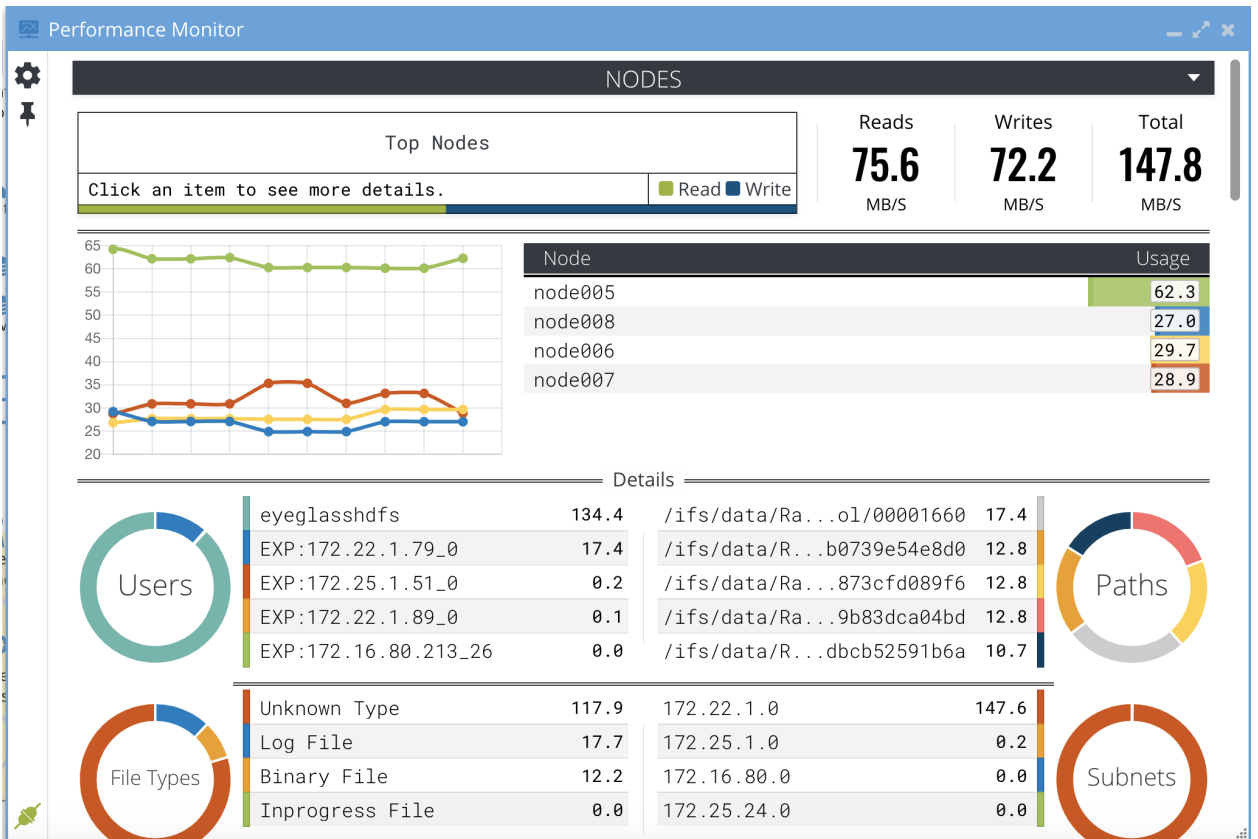 Performance Monitor
NODES
Top Nodes
Click an item to see more details.
Read Write
Reads
75.6
MB/S
Writes
72.2
MB/S
Total
147.8
MB/S
65
60
55
50
45
40
35
30
25
20
Node Usage
node005 62.3
node008 27.0
node006 29.7
node007 28.9
Details
Users
eyeglasshdfs 134.4
EXP:172.22.1.79_0 17.4
EXP:172.25.1.51_0 0.2
EXP:172.22.1.89_0 0.1
EXP:172.16.80.213_26 0.0
/ifs/data/Ra...ol/00001660 17.4
/ifs/data/R...b0739e54e8d0 12.8
/ifs/data/Ra...873cfd089f6 12.8
/ifs/data/Ra...9b83dca04bd 12.8
/ifs/data/R...dbcb52591b6a 10.7
Paths
File Types
Unknown Type 117.9
Log File 17.7
Binary File 12.2
Inprogress File 0.0
172.22.1.0 147.6
172.25.1.0 0.2
172.16.80.0 0.0
172.25.24.0 0.0
Subnets